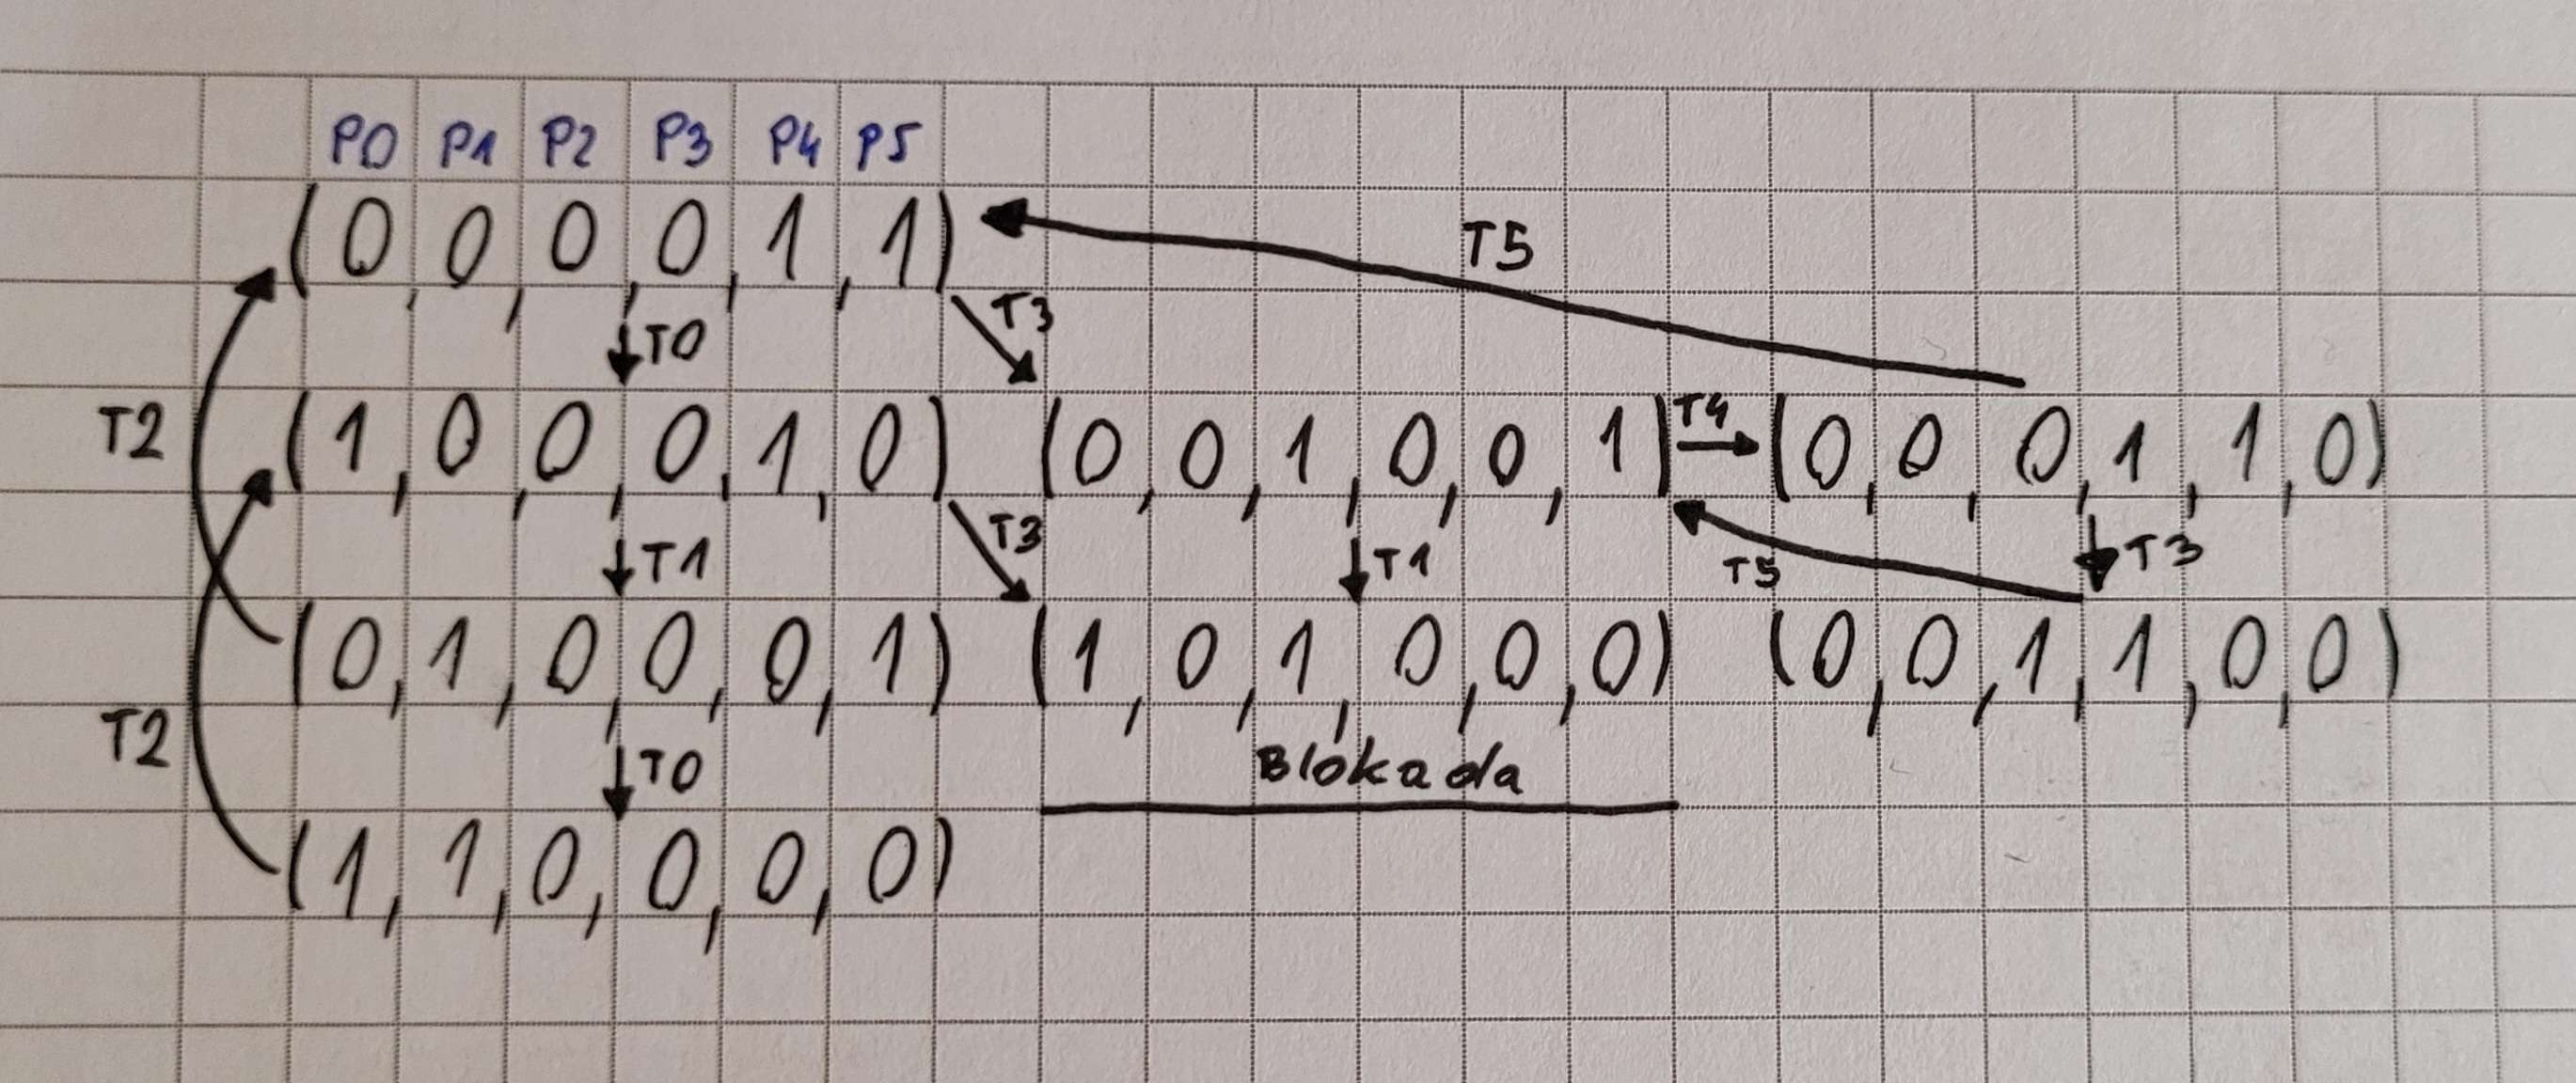 P0 P1 P2 P3 P4 P5
(0, 0, 0, 0, 1, 1)
T5
T0 T3
T2 (1, 0, 0, 0, 1, 0) (0, 0, 1, 0, 0, 1) T4 (0, 0, 0, 1, 1, 0)
T1 T3 T1 T5 T3
(0, 1, 0, 0, 0, 1) (1, 0, 1, 0, 0, 0) (0, 0, 1, 1, 0, 0)
T2 T0 Blokada
(1, 1, 0, 0, 0, 0)